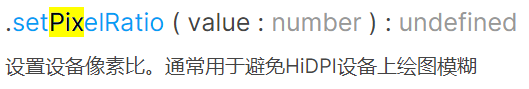 .setPixelRatio ( value : number ) : undefined
设置设备像素比。通常用于避免HiDPI设备上绘图模糊